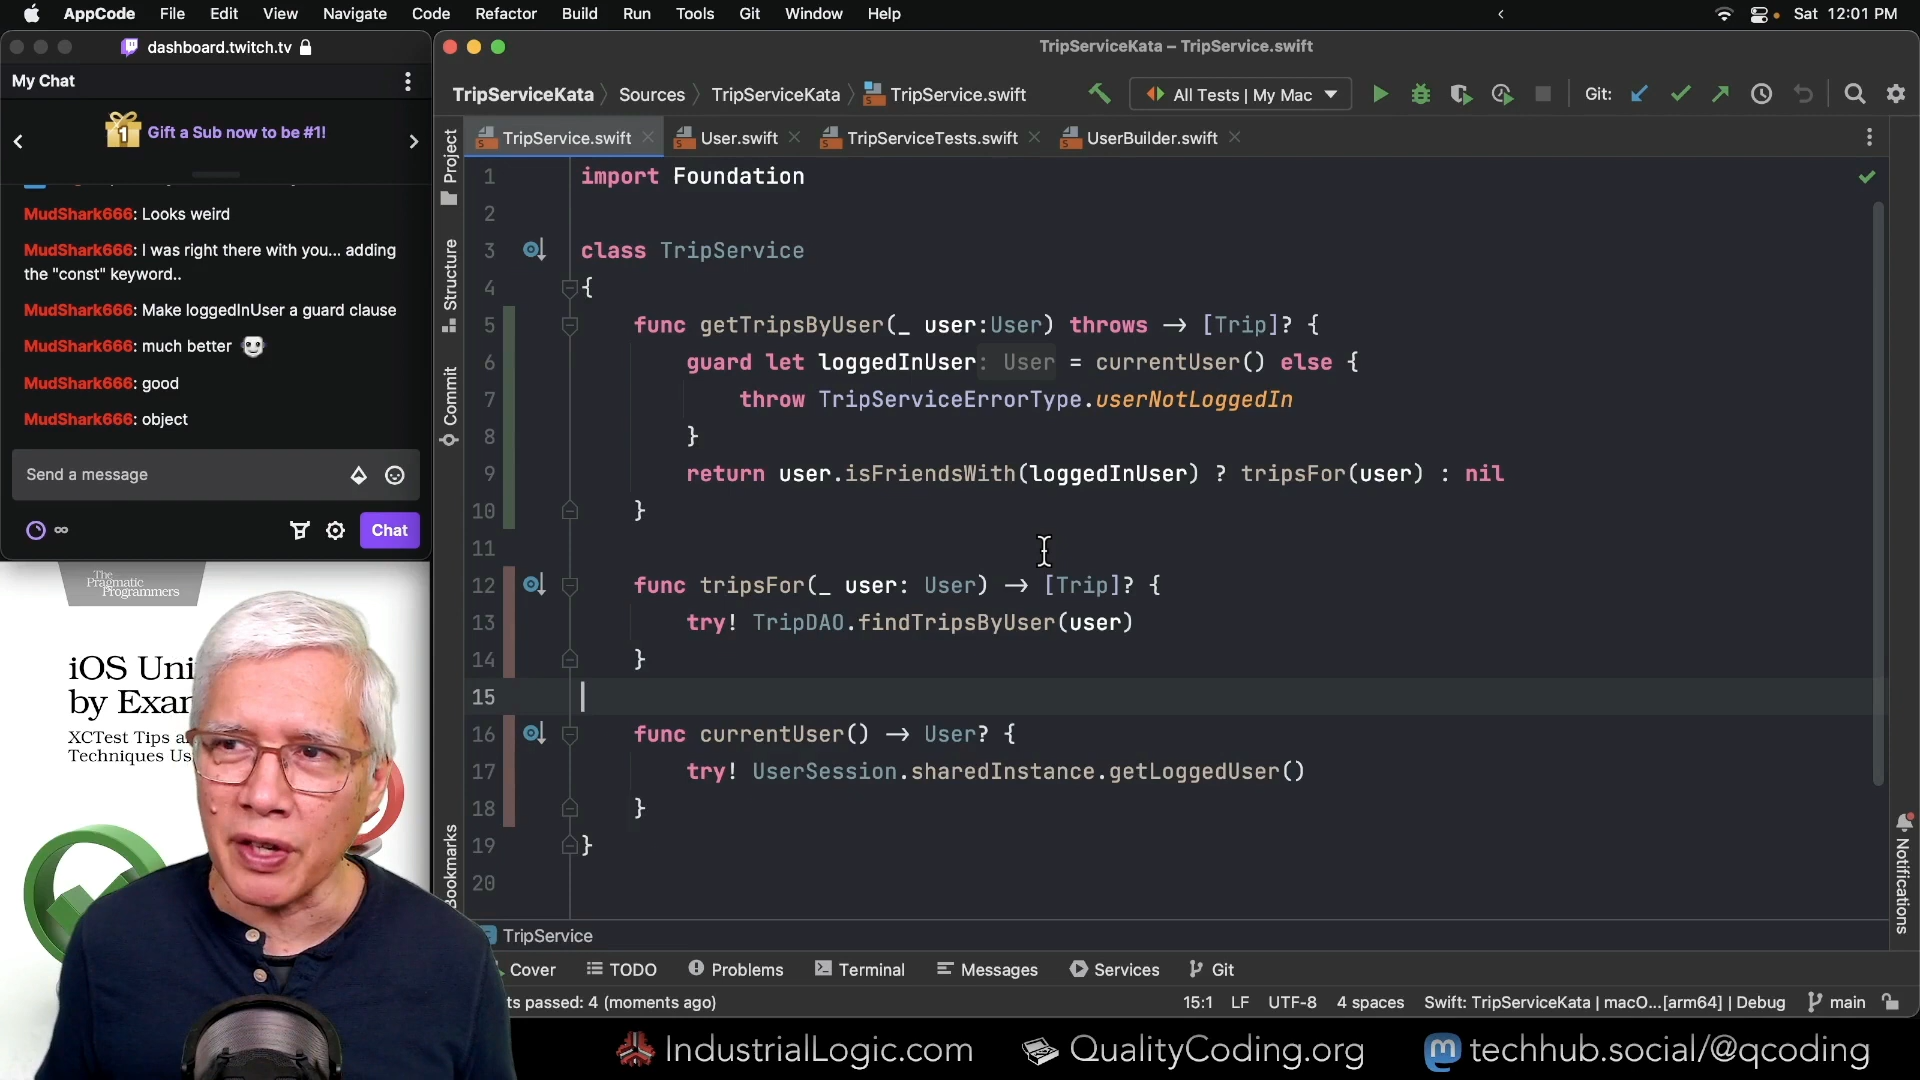 AppCode File Edit View Navigate Code Refactor Build Run Tools Git Window Help Sat 12:01 PM
dashboard.twitch.tv
My Chat
Gift a Sub now to be #1!
MudShark666: Looks weird
MudShark666: I was right there with you... adding
the "const" keyword..
MudShark666: Make loggedInUser a guard clause
MudShark666: much better
MudShark666: good
MudShark666: object
Send a message
∞
Chat
The
Pragmatic
Programmers
iOS Uni
by Exam
XCTest Tips a
Techniques Us
TripServiceKata – TripService.swift
TripServiceKata Sources TripServiceKata TripService.swift All Tests | My Mac Git:
TripService.swift User.swift TripServiceTests.swift UserBuilder.swift
Project
Structure
Commit
Bookmarks
Notifications
1 import Foundation
2
3 class TripService
4 {
5 func getTripsByUser(_ user:User) throws → [Trip]? {
6 guard let loggedInUser: User = currentUser() else {
7 throw TripServiceErrorType.userNotLoggedIn
8 }
9 return user.isFriendsWith(loggedInUser) ? tripsFor(user) : nil
10 }
11
12 func tripsFor(_ user: User) → [Trip]? {
13 try! TripDAO.findTripsByUser(user)
14 }
15
16 func currentUser() → User? {
17 try! UserSession.sharedInstance.getLoggedUser()
18 }
19 }
20
TripService
Cover TODO Problems Terminal Messages Services Git
ts passed: 4 (moments ago) 15:1 LF UTF-8 4 spaces Swift: TripServiceKata | macO...[arm64] | Debug main
IndustrialLogic.com QualityCoding.org techhub.social/@qcoding